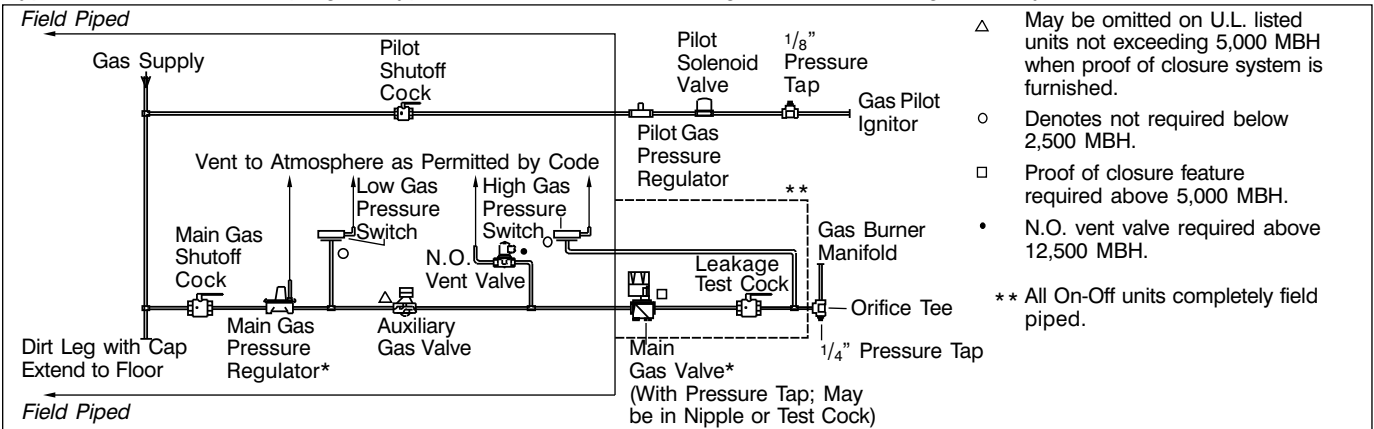 Field Piped
Gas Supply
Pilot
Shutoff
Cock
Pilot
Solenoid
Valve
1/8”
Pressure
Tap
Gas Pilot
Ignitor
Pilot Gas
Pressure
Regulator
Vent to Atmosphere as Permitted by Code
Low Gas
Pressure
Switch
High Gas
Pressure
Switch
**
Main Gas
Shutoff
Cock
N.O.
Vent Valve
Leakage
Test Cock
Gas Burner
Manifold
Orifice Tee
1/4” Pressure Tap
Main Gas
Pressure
Regulator*
Auxiliary
Gas Valve
Main
Gas Valve*
(With Pressure Tap; May
be in Nipple or Test Cock)
Dirt Leg with Cap
Extend to Floor
Field Piped
△ May be omitted on U.L. listed
units not exceeding 5,000 MBH
when proof of closure system is
furnished.
○ Denotes not required below
2,500 MBH.
□ Proof of closure feature
required above 5,000 MBH.
• N.O. vent valve required above
12,500 MBH.
** All On-Off units completely field
piped.